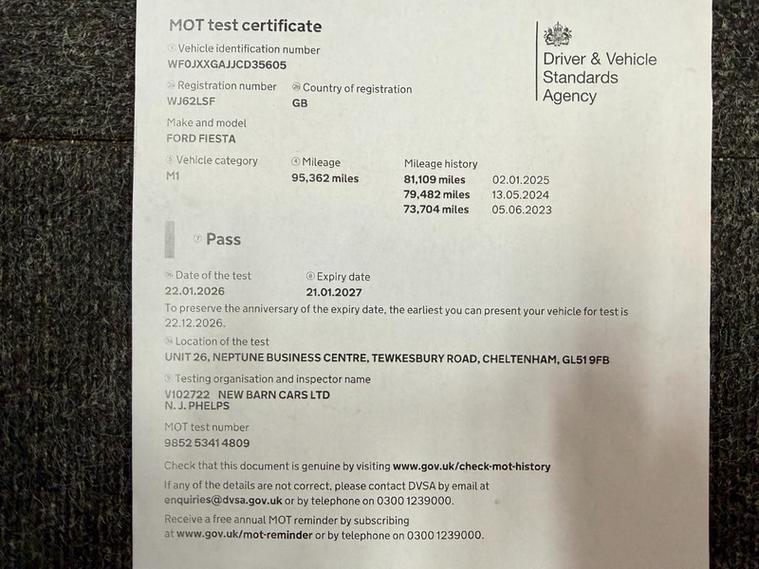 MOT test certificate
① Vehicle identification number
WF0JXXGAJJCD35605
Registration number
Country of registration
WJ62LSF
GB
Make and model
FORD FIESTA
Vehicle category
④ Mileage
Mileage history
M1
95,362 miles
81,109 miles 02.01.2025
79,482 miles 13.05.2024
73,704 miles 05.06.2023
⑦ Pass
Date of the test
⑧ Expiry date
22.01.2026
21.01.2027
To preserve the anniversary of the expiry date, the earliest you can present your vehicle for test is
22.12.2026.
Location of the test
UNIT 26, NEPTUNE BUSINESS CENTRE, TEWKESBURY ROAD, CHELTENHAM, GL51 9FB
Testing organisation and inspector name
V102722 NEW BARN CARS LTD
N. J. PHELPS
MOT test number
9852 5341 4809
Check that this document is genuine by visiting www.gov.uk/check-mot-history
If any of the details are not correct, please contact DVSA by email at
enquiries@dvsa.gov.uk or by telephone on 0300 1239000.
Receive a free annual MOT reminder by subscribing
at www.gov.uk/mot-reminder or by telephone on 0300 1239000.
Driver & Vehicle
Standards
Agency